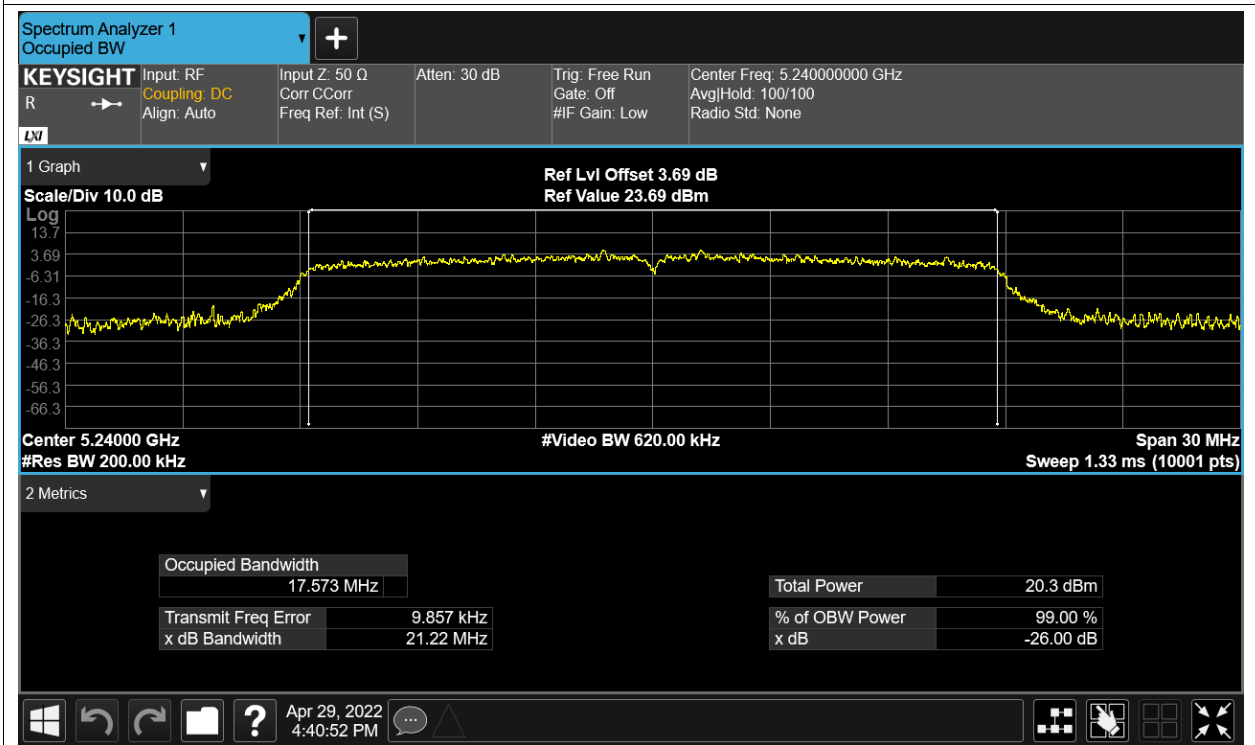 Spectrum Analyzer 1
Occupied BW
▼
+
KEYSIGHT
R
LXI
Input: RF
Coupling: DC
Align: Auto
Input Z: 50 Ω
Corr CCorr
Freq Ref: Int (S)
Atten: 30 dB
Trig: Free Run
Gate: Off
#IF Gain: Low
Center Freq: 5.240000000 GHz
Avg|Hold: 100/100
Radio Std: None
1 Graph ▼
Scale/Div 10.0 dB
Ref Lvl Offset 3.69 dB
Ref Value 23.69 dBm
Log
13.7
3.69
-6.31
-16.3
-26.3
-36.3
-46.3
-56.3
-66.3
Center 5.24000 GHz
#Res BW 200.00 kHz
#Video BW 620.00 kHz
Span 30 MHz
Sweep 1.33 ms (10001 pts)
2 Metrics ▼
Occupied Bandwidth
17.573 MHz
Transmit Freq Error 9.857 kHz
x dB Bandwidth 21.22 MHz
Total Power 20.3 dBm
% of OBW Power 99.00 %
x dB -26.00 dB
?
Apr 29, 2022
4:40:52 PM